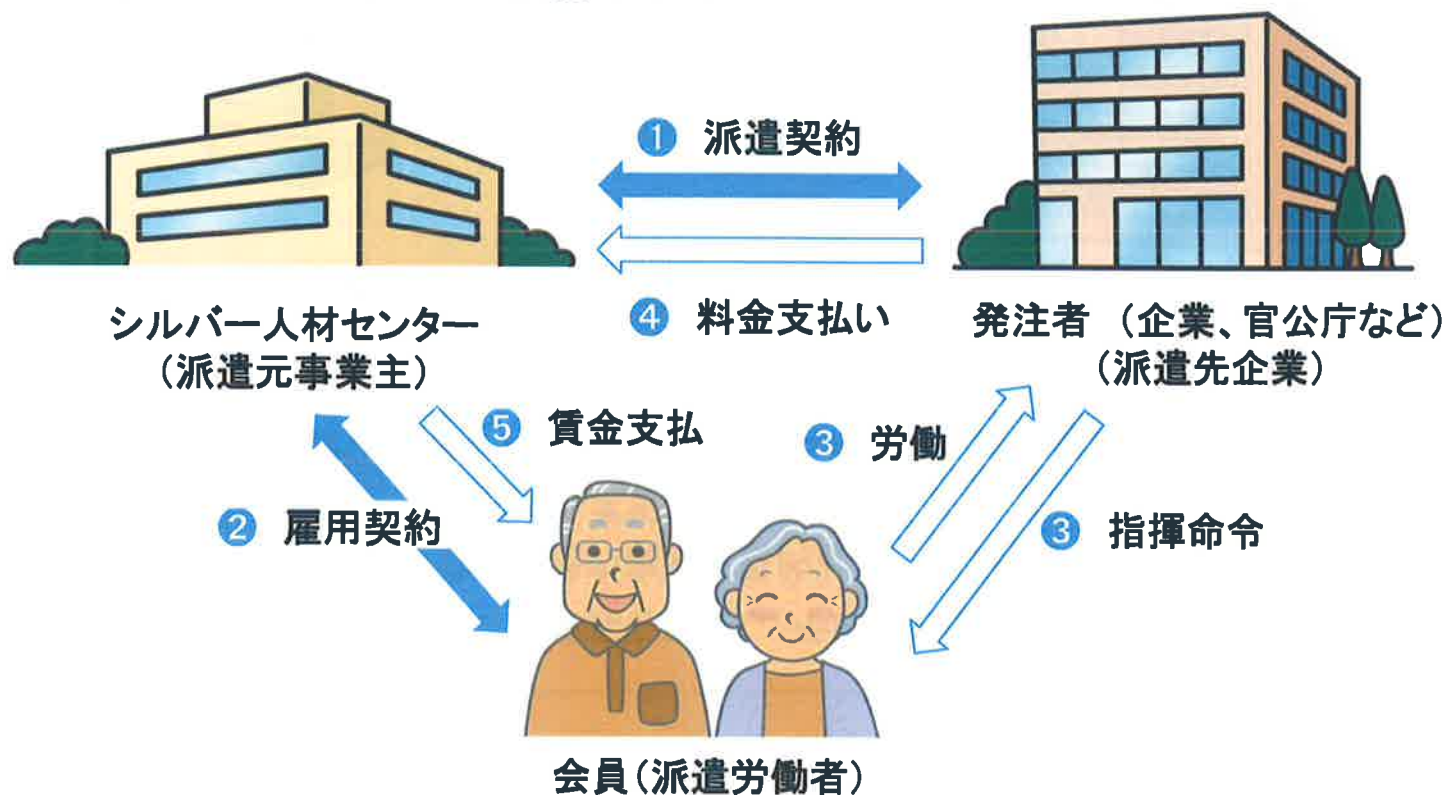 ❶ 派遣契約
❹ 料金支払い
シルバー人材センター
(派遣元事業主)
発注者 (企業、官公庁など)
(派遣先企業)
❺ 賃金支払
❸ 労働
❷ 雇用契約
❸ 指揮命令
会員(派遣労働者)